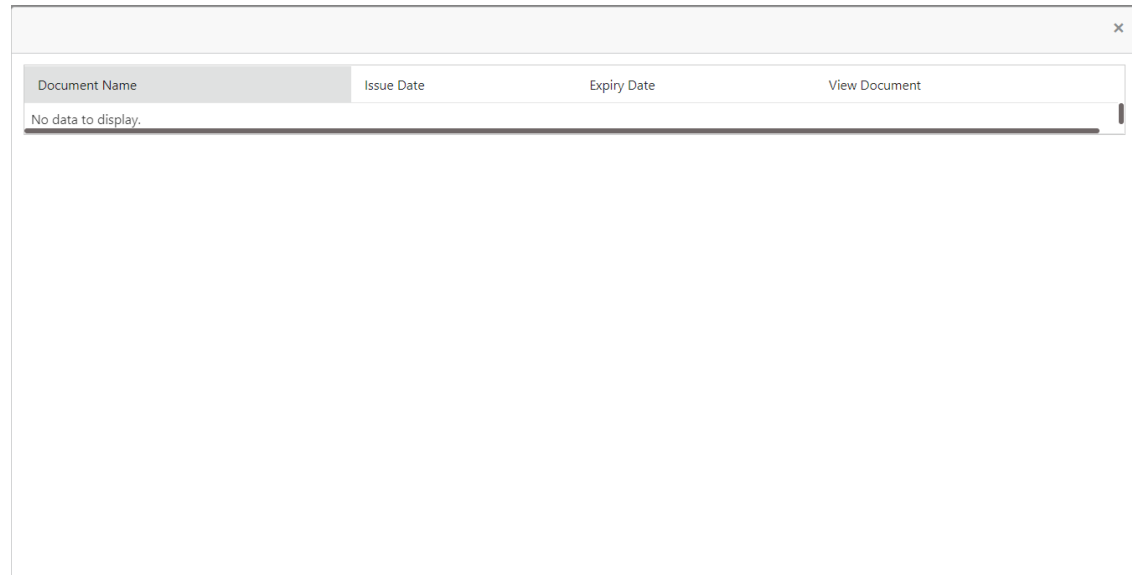 ×
Document Name Issue Date Expiry Date View Document
No data to display.